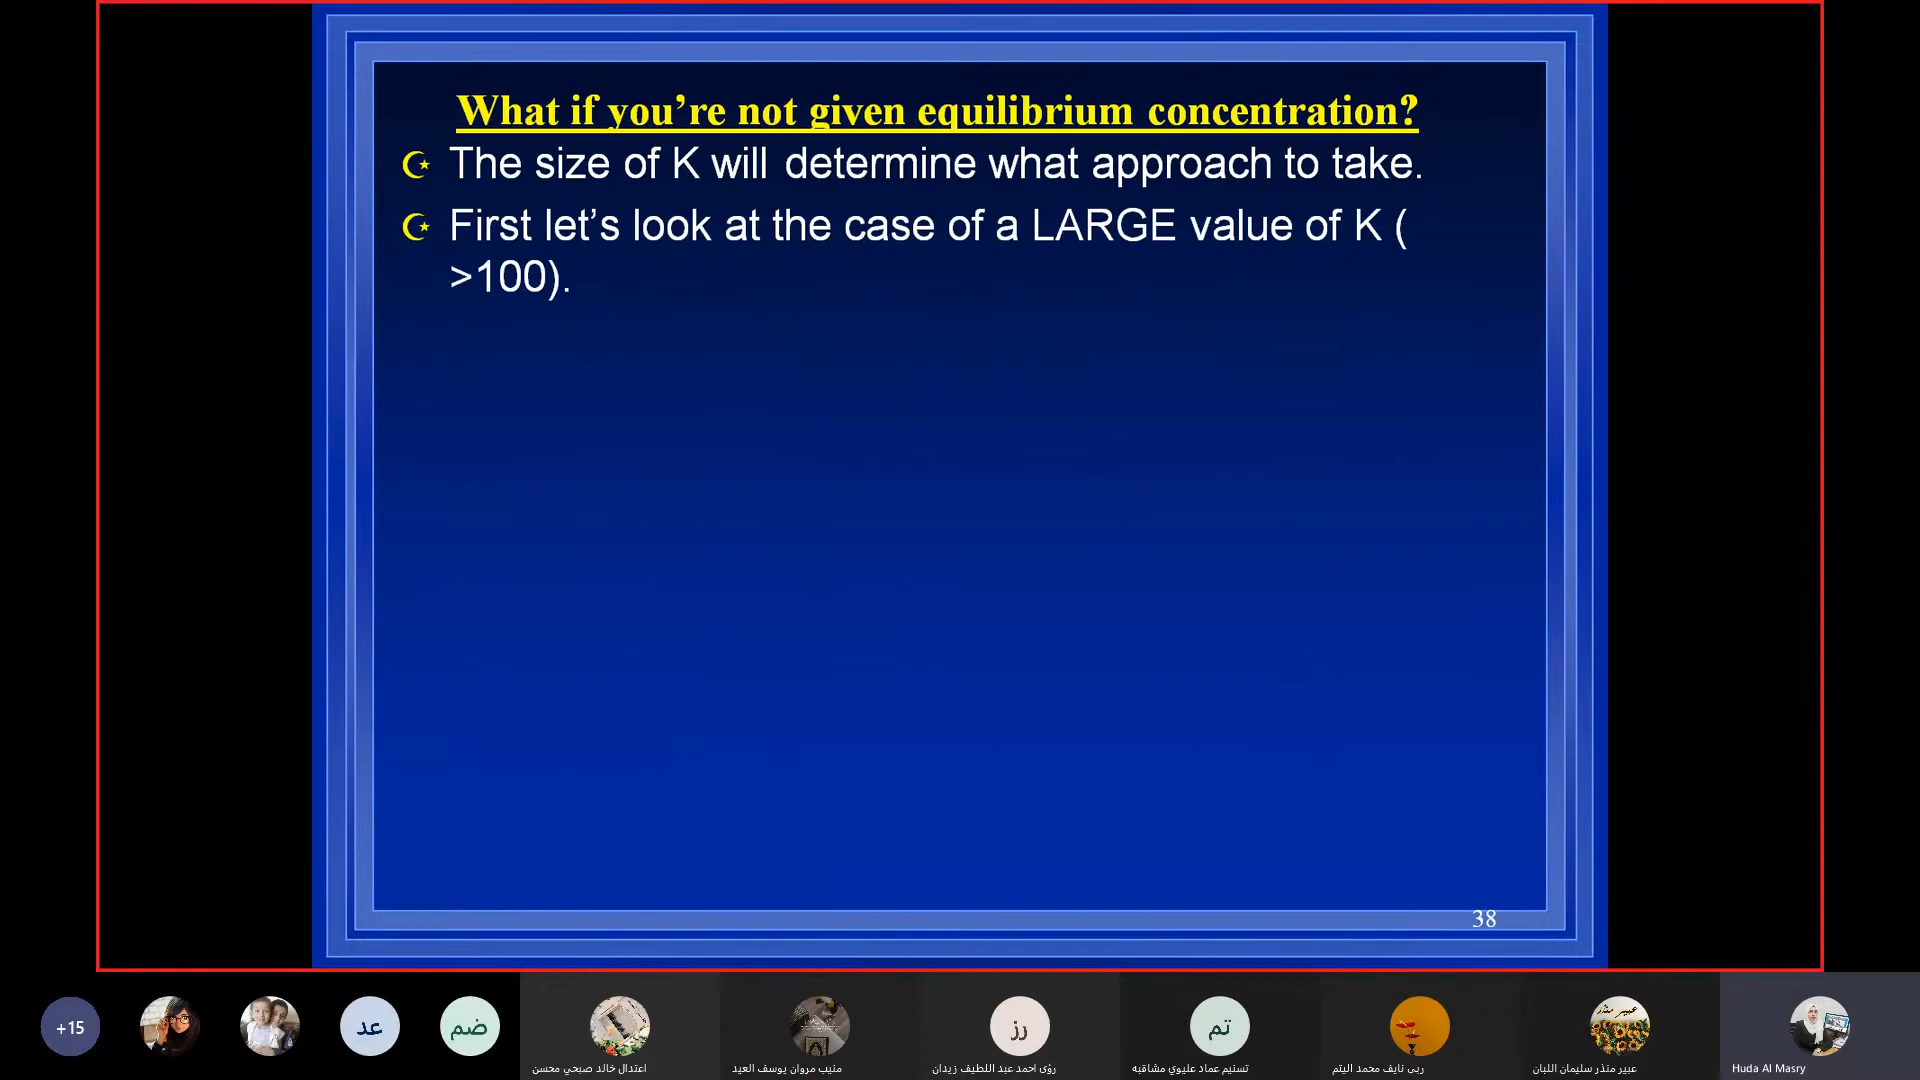 What if you’re not given equilibrium concentration?
The size of K will determine what approach to take.
First let’s look at the case of a LARGE value of K (
>100).
38
+15
عد
ضم
رز
تم
عبير منذر
اعتدال خالد صبحي محسن
منيب مروان يوسف العيد
رؤى احمد عبد اللطيف زيدان
تسنيم عماد عليوي مشاقبه
ربى نايف محمد اليتم
عبير منذر سليمان اللبان
Huda Al Masry